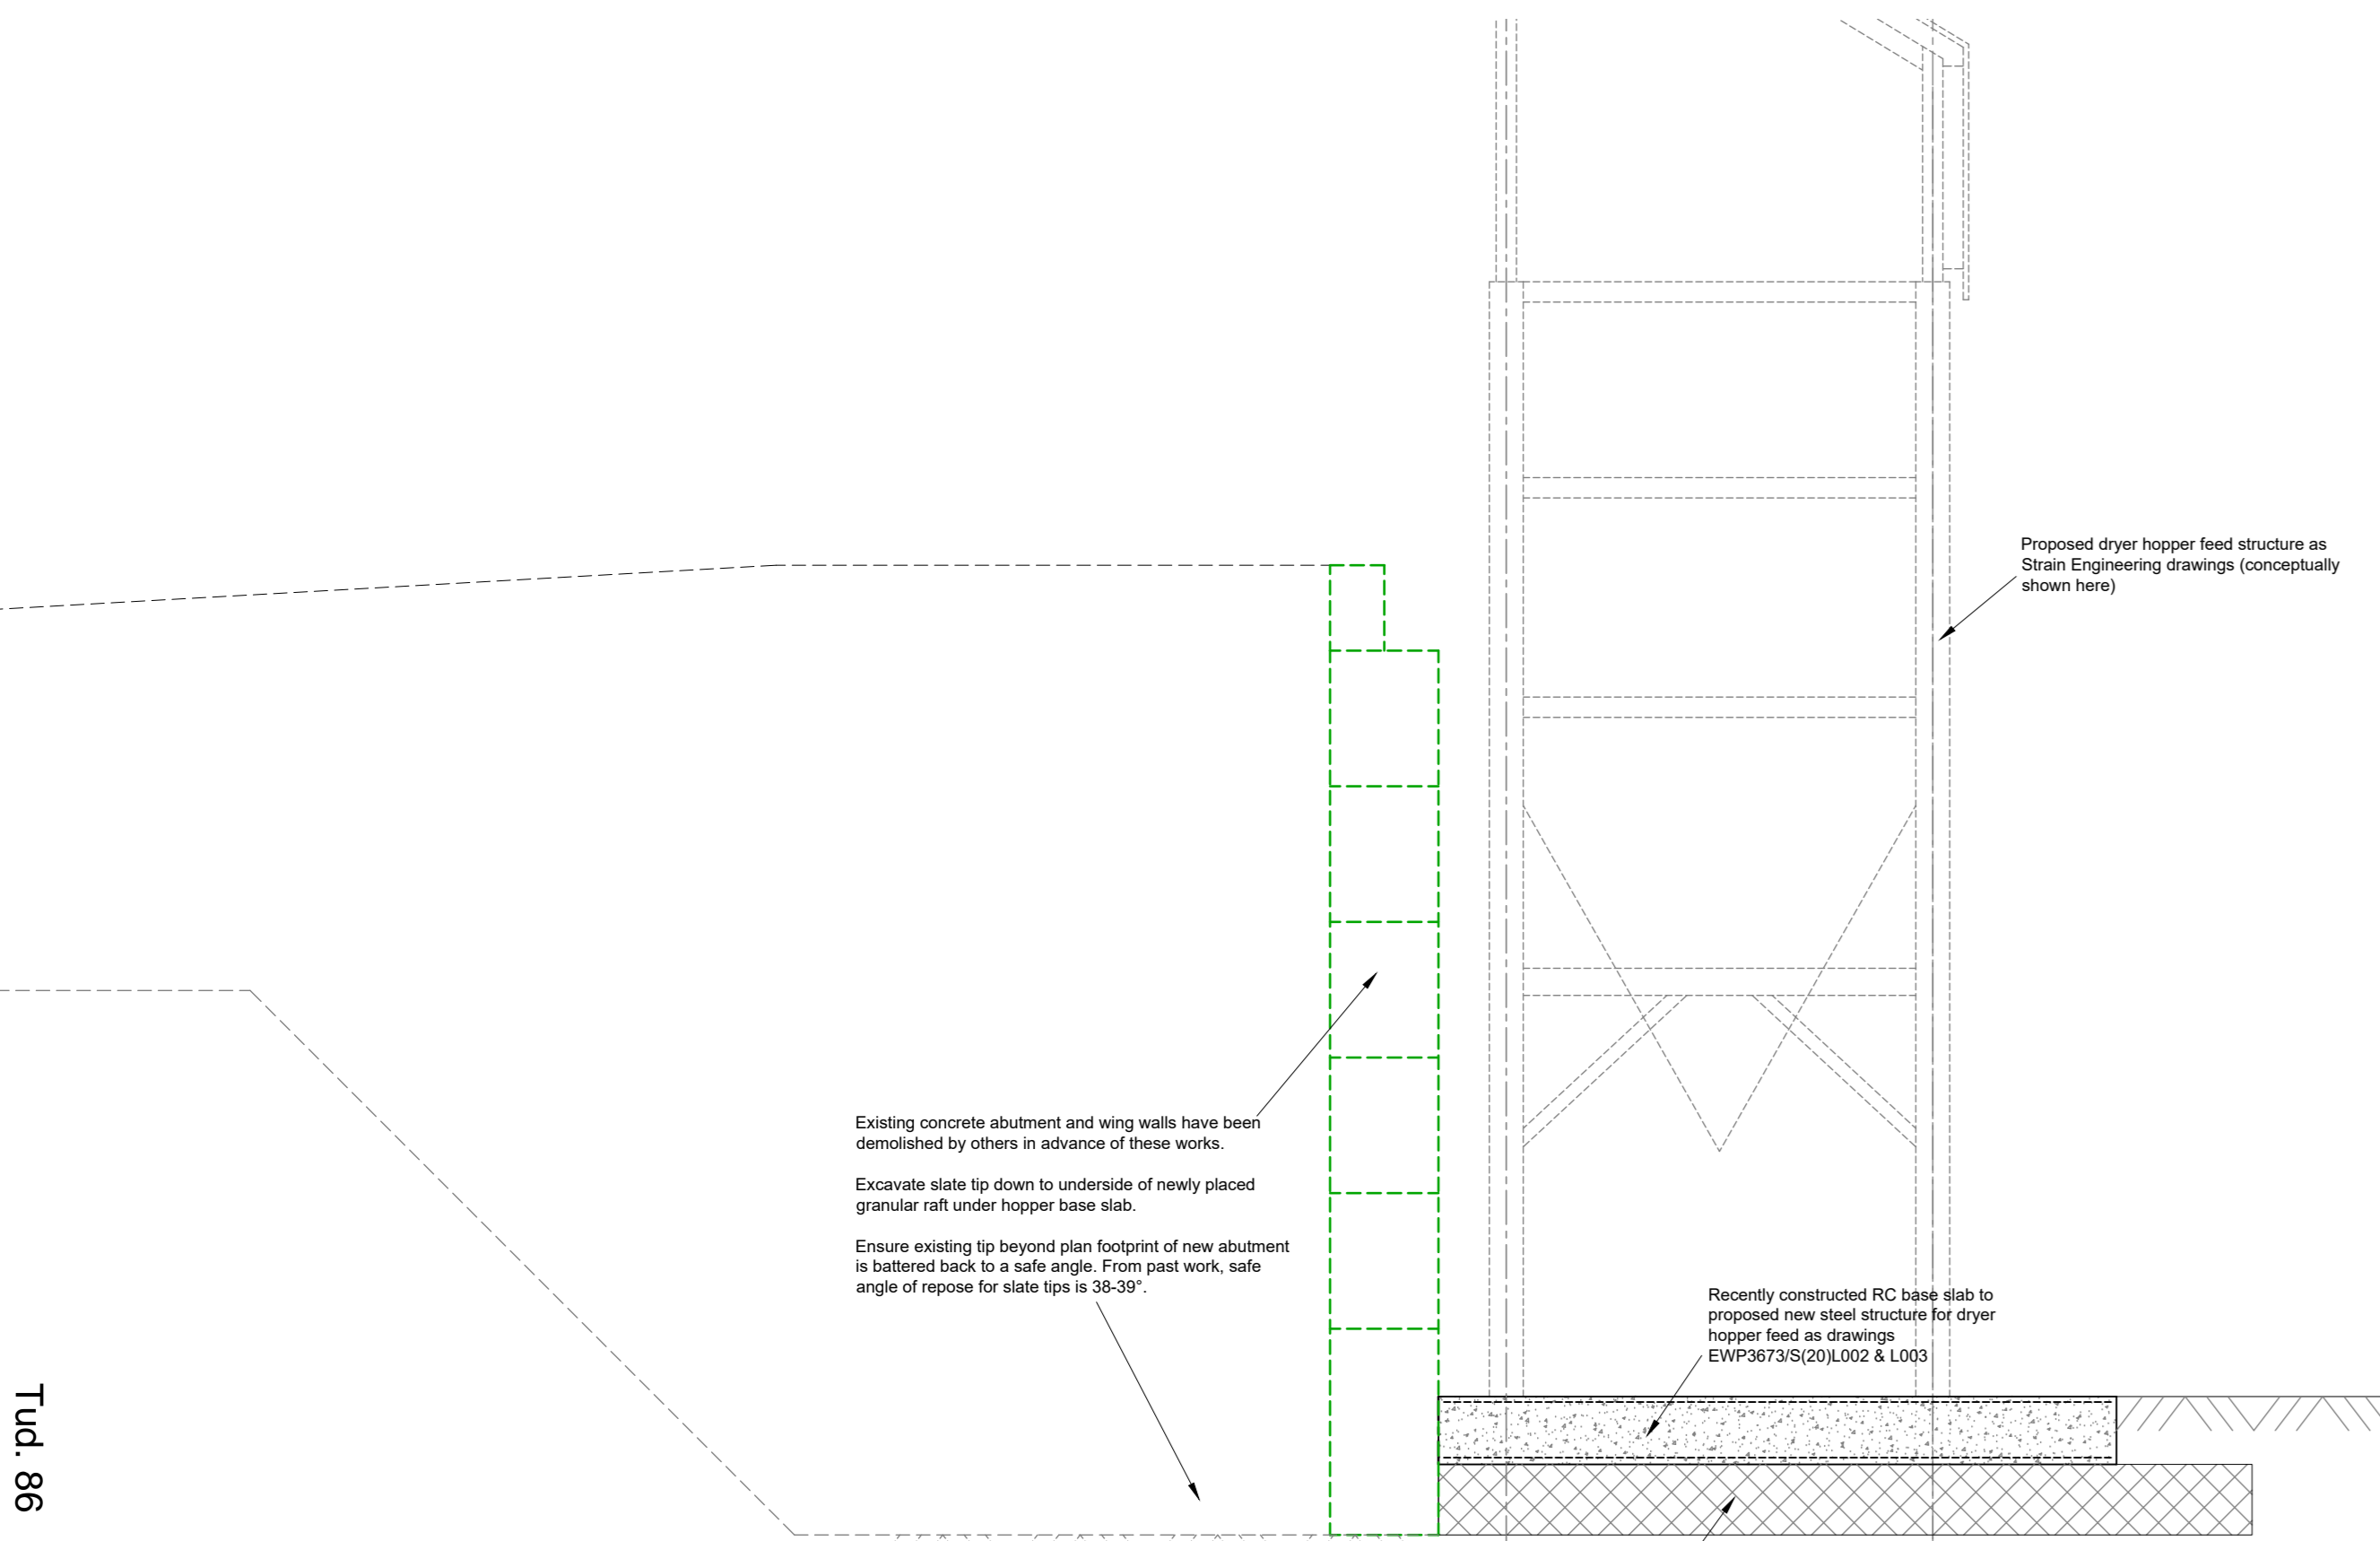 Proposed dryer hopper feed structure as
Strain Engineering drawings (conceptually
shown here)
Existing concrete abutment and wing walls have been
demolished by others in advance of these works.
Excavate slate tip down to underside of newly placed
granular raft under hopper base slab.
Ensure existing tip beyond plan footprint of new abutment
is battered back to a safe angle. From past work, safe
angle of repose for slate tips is 38-39°.
Recently constructed RC base slab to
proposed new steel structure for dryer
hopper feed as drawings
EWP3673/S(20)L002 & L003
Tud. 86